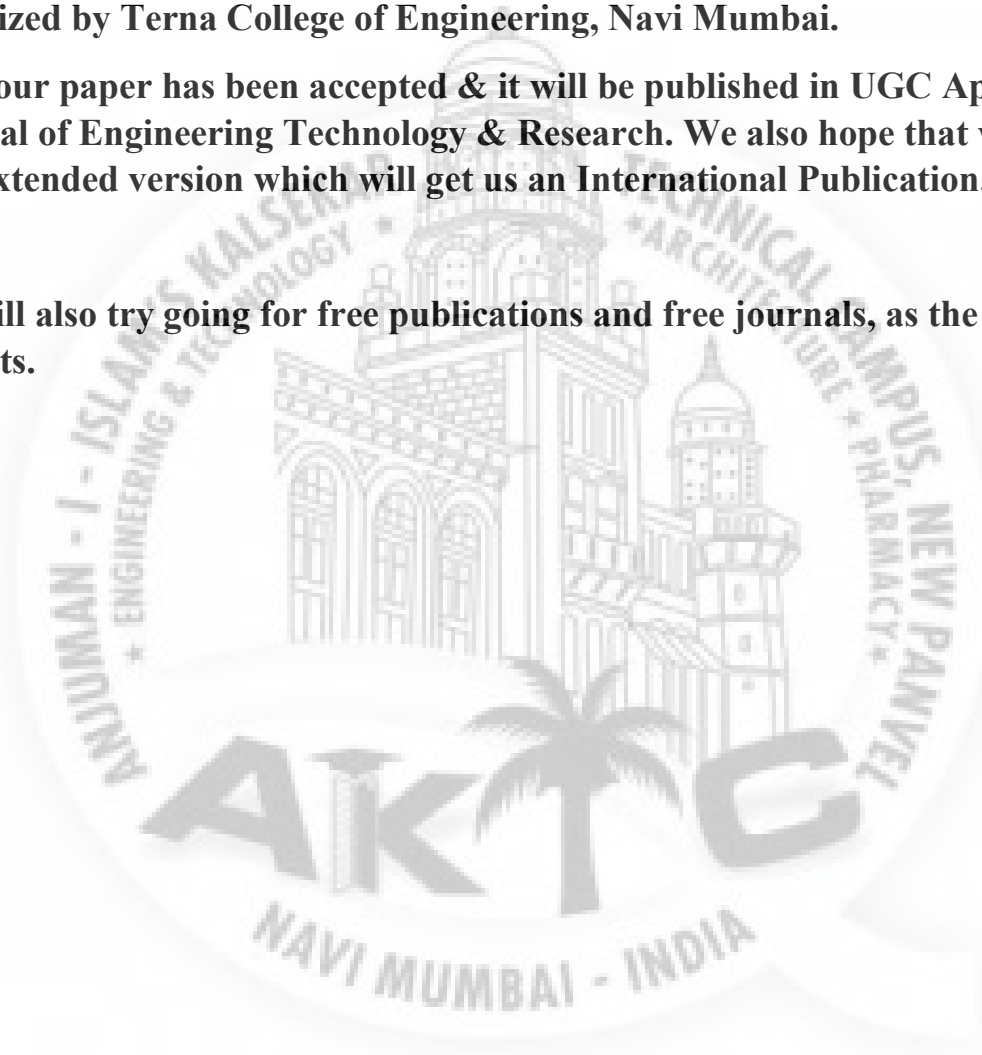 ized by Terna College of Engineering, Navi Mumbai.
our paper has been accepted & it will be published in UGC Ap
al of Engineering Technology & Research. We also hope that
xtended version which will get us an International Publication.
ill also try going for free publications and free journals, as the
ts.
ANJUMAN - I - ISLAM'S KALSEKAR TECHNICAL CAMPUS, NEW PANVEL
* ENGINEERING & TECHNOLOGY * *ARCHITECTURE * PHARMACY*
AKTC
NAVI MUMBAI - INDIA